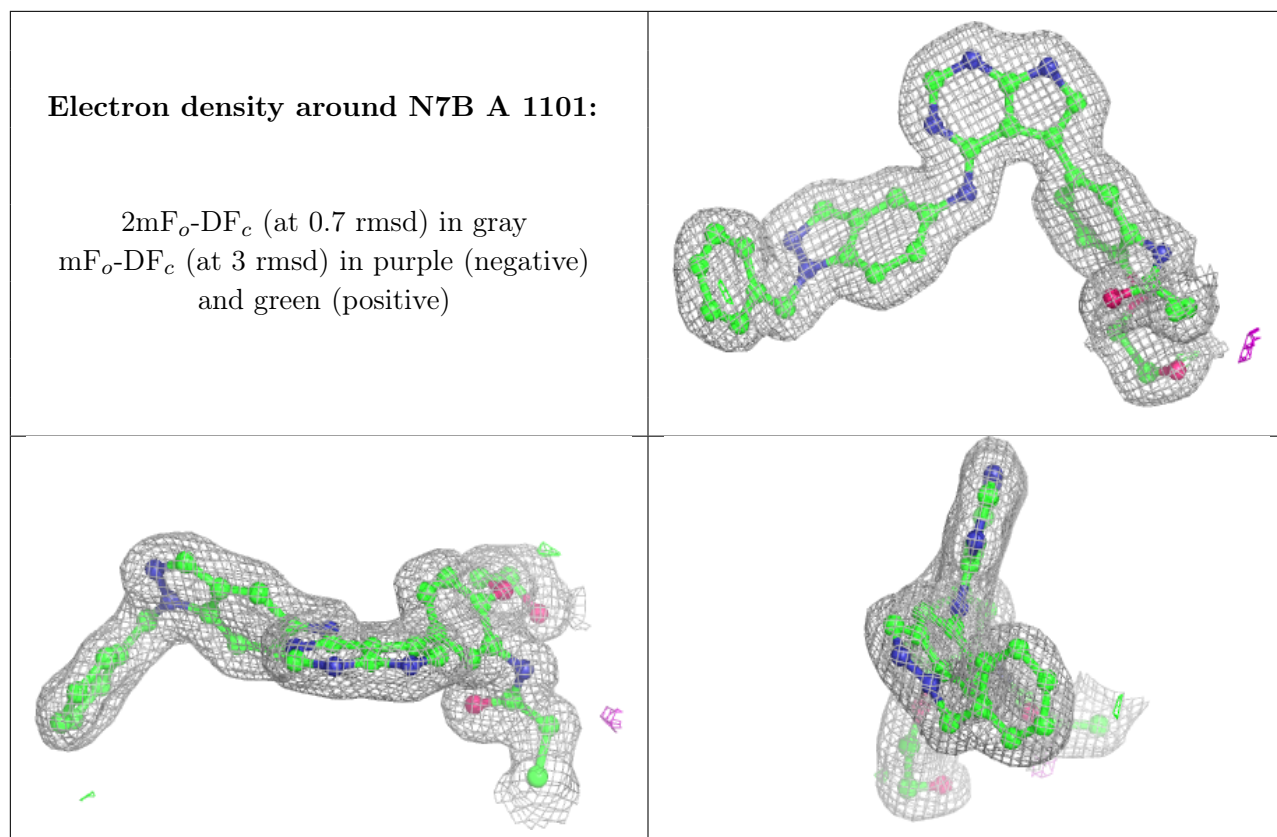 Electron density around N7B A 1101:
2mFₒ-DF𝑐 (at 0.7 rmsd) in gray
mFₒ-DF𝑐 (at 3 rmsd) in purple (negative)
and green (positive)